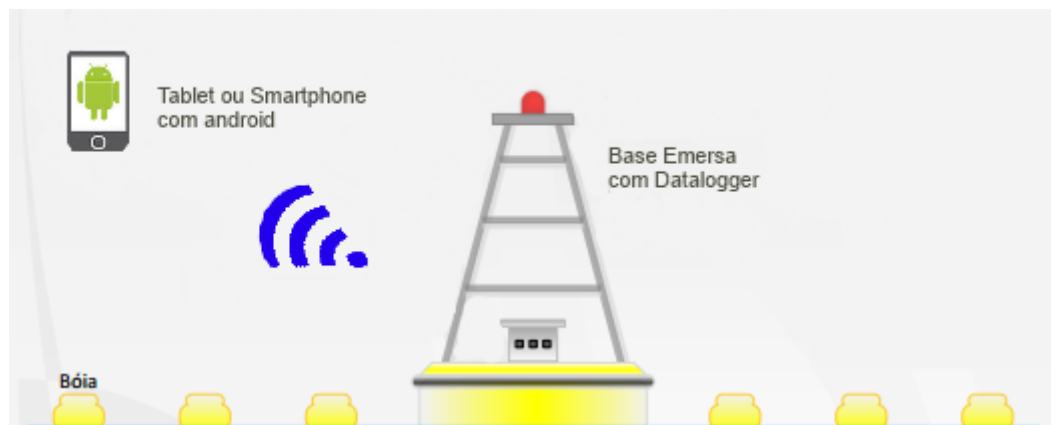 Tablet ou Smartphone
com android
Base Emersa
com Datalogger
Bóia